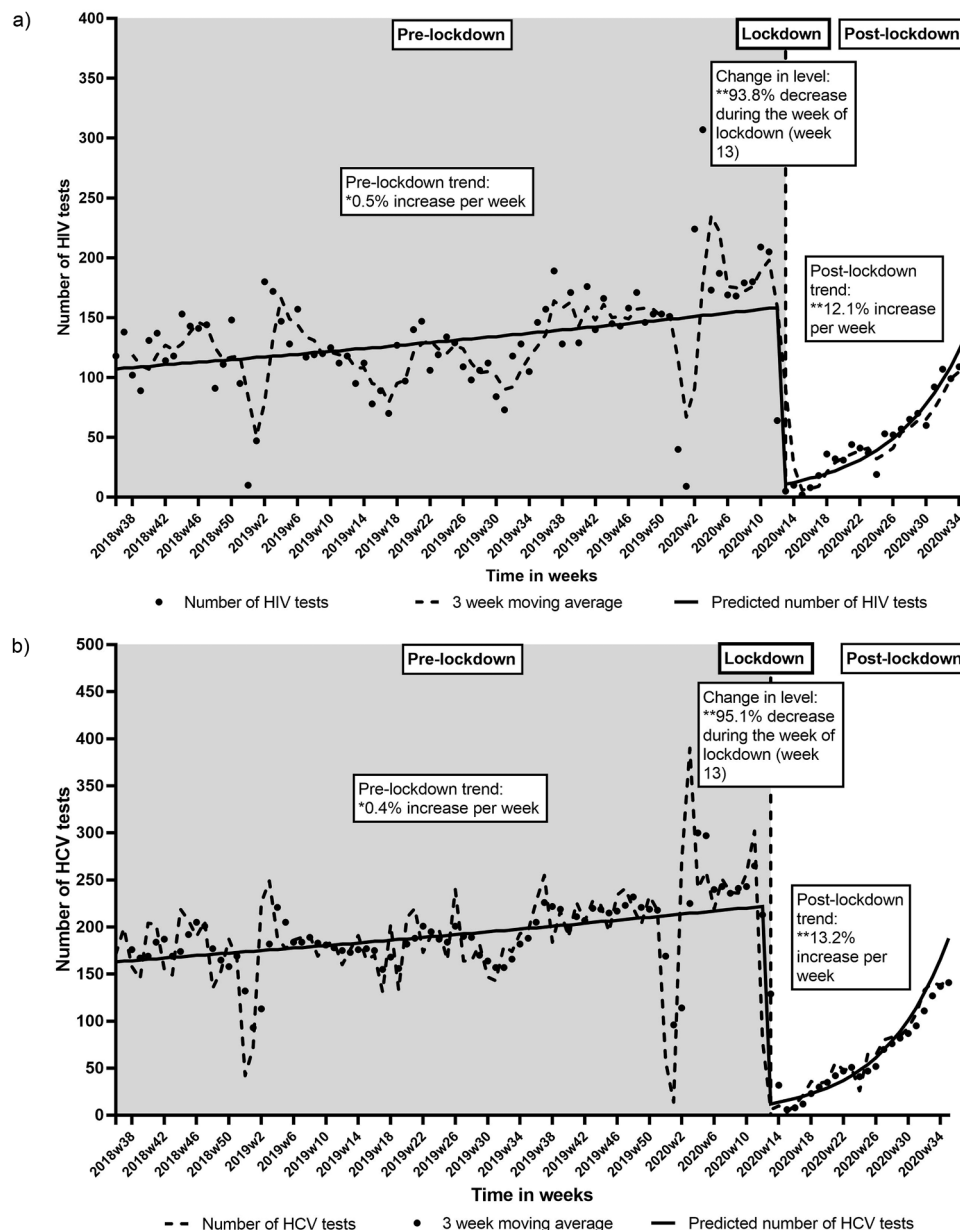 a)
400
350
300
250
200
150
100
50
0
Number of HIV tests
Pre-lockdown
Lockdown
Post-lockdown
Change in level:
**93.8% decrease
during the week of
lockdown (week
13)
Pre-lockdown trend:
*0.5% increase per week
Post-lockdown
trend:
**12.1% increase
per week
2018w38
2018w42
2018w46
2018w50
2019w2
2019w6
2019w10
2019w14
2019w18
2019w22
2019w26
2019w30
2019w34
2019w38
2019w42
2019w46
2019w50
2020w2
2020w6
2020w10
2020w14
2020w18
2020w22
2020w26
2020w30
2020w34
Time in weeks
Number of HIV tests
3 week moving average
Predicted number of HIV tests
b)
500
450
400
350
300
250
200
150
100
50
0
Number of HCV tests
Pre-lockdown
Lockdown
Post-lockdown
Change in level:
**95.1% decrease
during the week of
lockdown (week
13)
Pre-lockdown trend:
*0.4% increase per week
Post-lockdown
trend:
**13.2%
increase per
week
2018w38
2018w42
2018w46
2018w50
2019w2
2019w6
2019w10
2019w14
2019w18
2019w22
2019w26
2019w30
2019w34
2019w38
2019w42
2019w46
2019w50
2020w2
2020w6
2020w10
2020w14
2020w18
2020w22
2020w26
2020w30
2020w34
Time in weeks
Number of HCV tests
3 week moving average
Predicted number of HCV tests